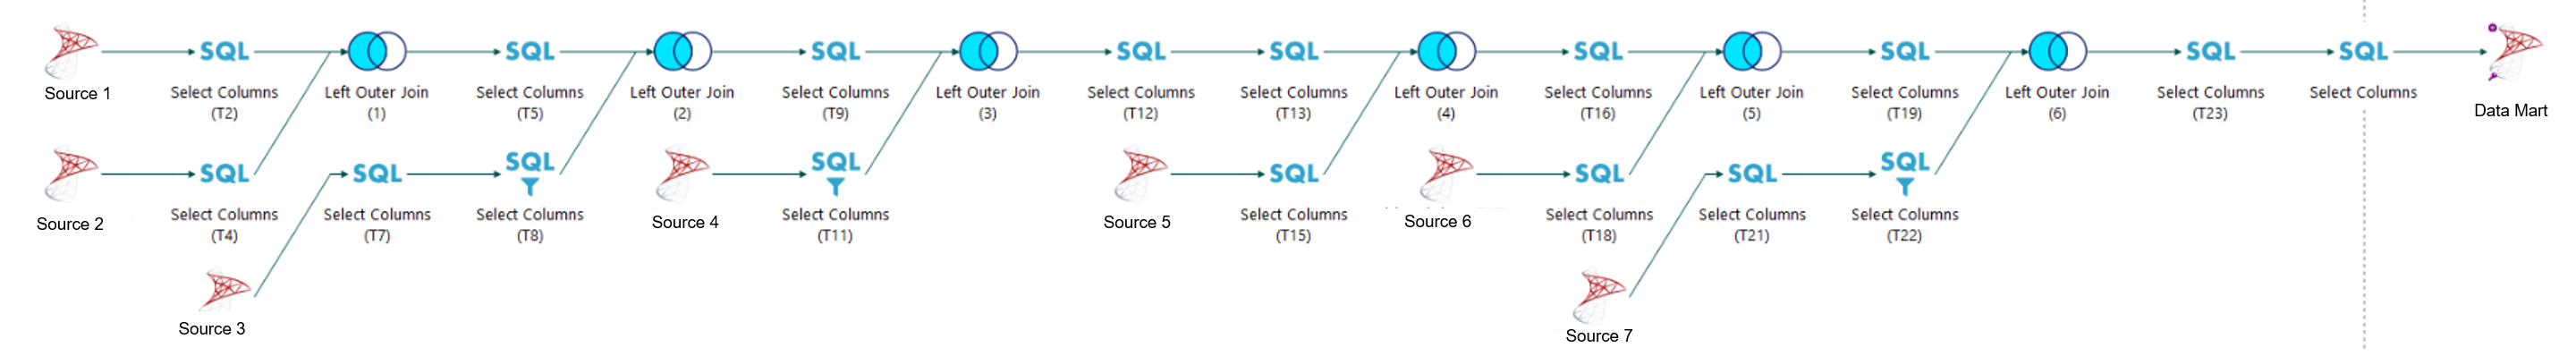 SQL SQL SQL SQL SQL SQL SQL SQL SQL
Source 1 Select Columns Left Outer Join Select Columns Left Outer Join Select Columns Left Outer Join Select Columns Select Columns Left Outer Join Select Columns Left Outer Join Select Columns Left Outer Join Select Columns Select Columns Data Mart
(T2) (1) (T5) (2) (T9) (3) (T12) (T13) (4) (T16) (5) (T19) (6) (T23)
SQL SQL SQL SQL SQL SQL SQL SQL
Source 2 Select Columns Select Columns Select Columns Source 4 Select Columns Source 5 Select Columns Source 6 Select Columns Select Columns Select Columns
(T4) (T7) (T8) (T11) (T15) (T18) (T21) (T22)
Source 3 Source 7